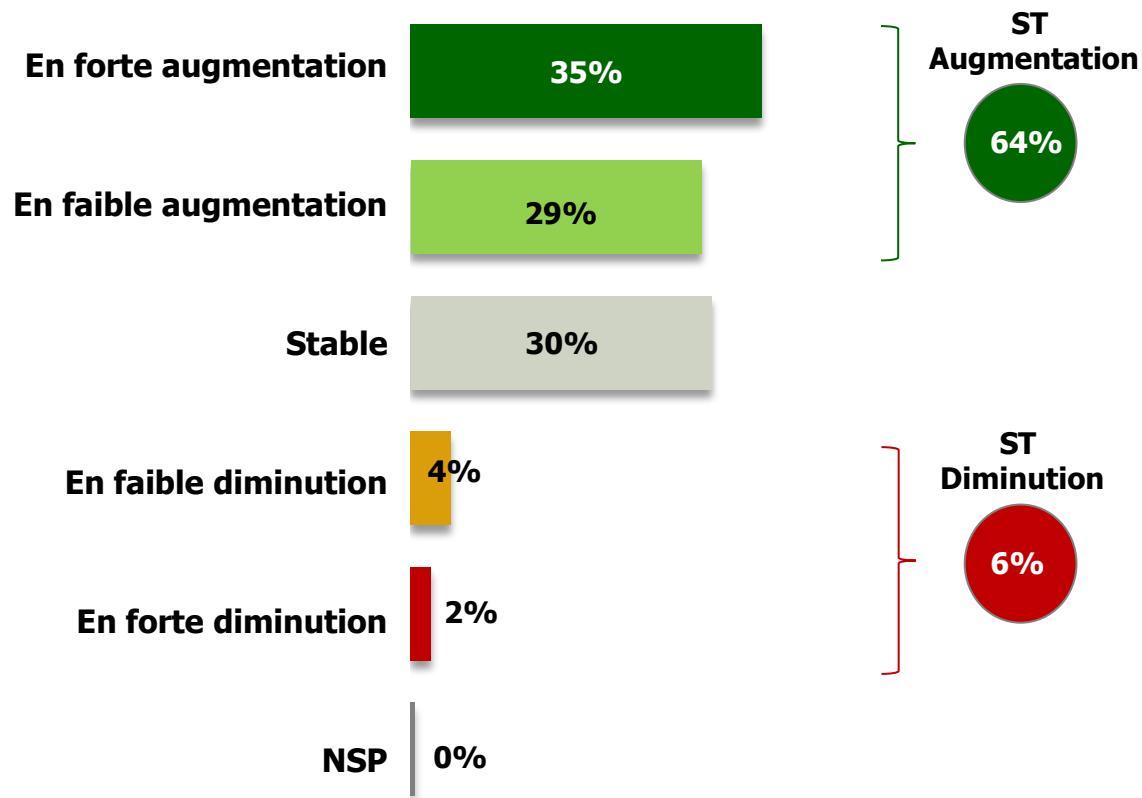 En forte augmentation
35%
ST
Augmentation
64%
En faible augmentation
29%
Stable
30%
En faible diminution
4%
ST
Diminution
6%
En forte diminution
2%
NSP
0%